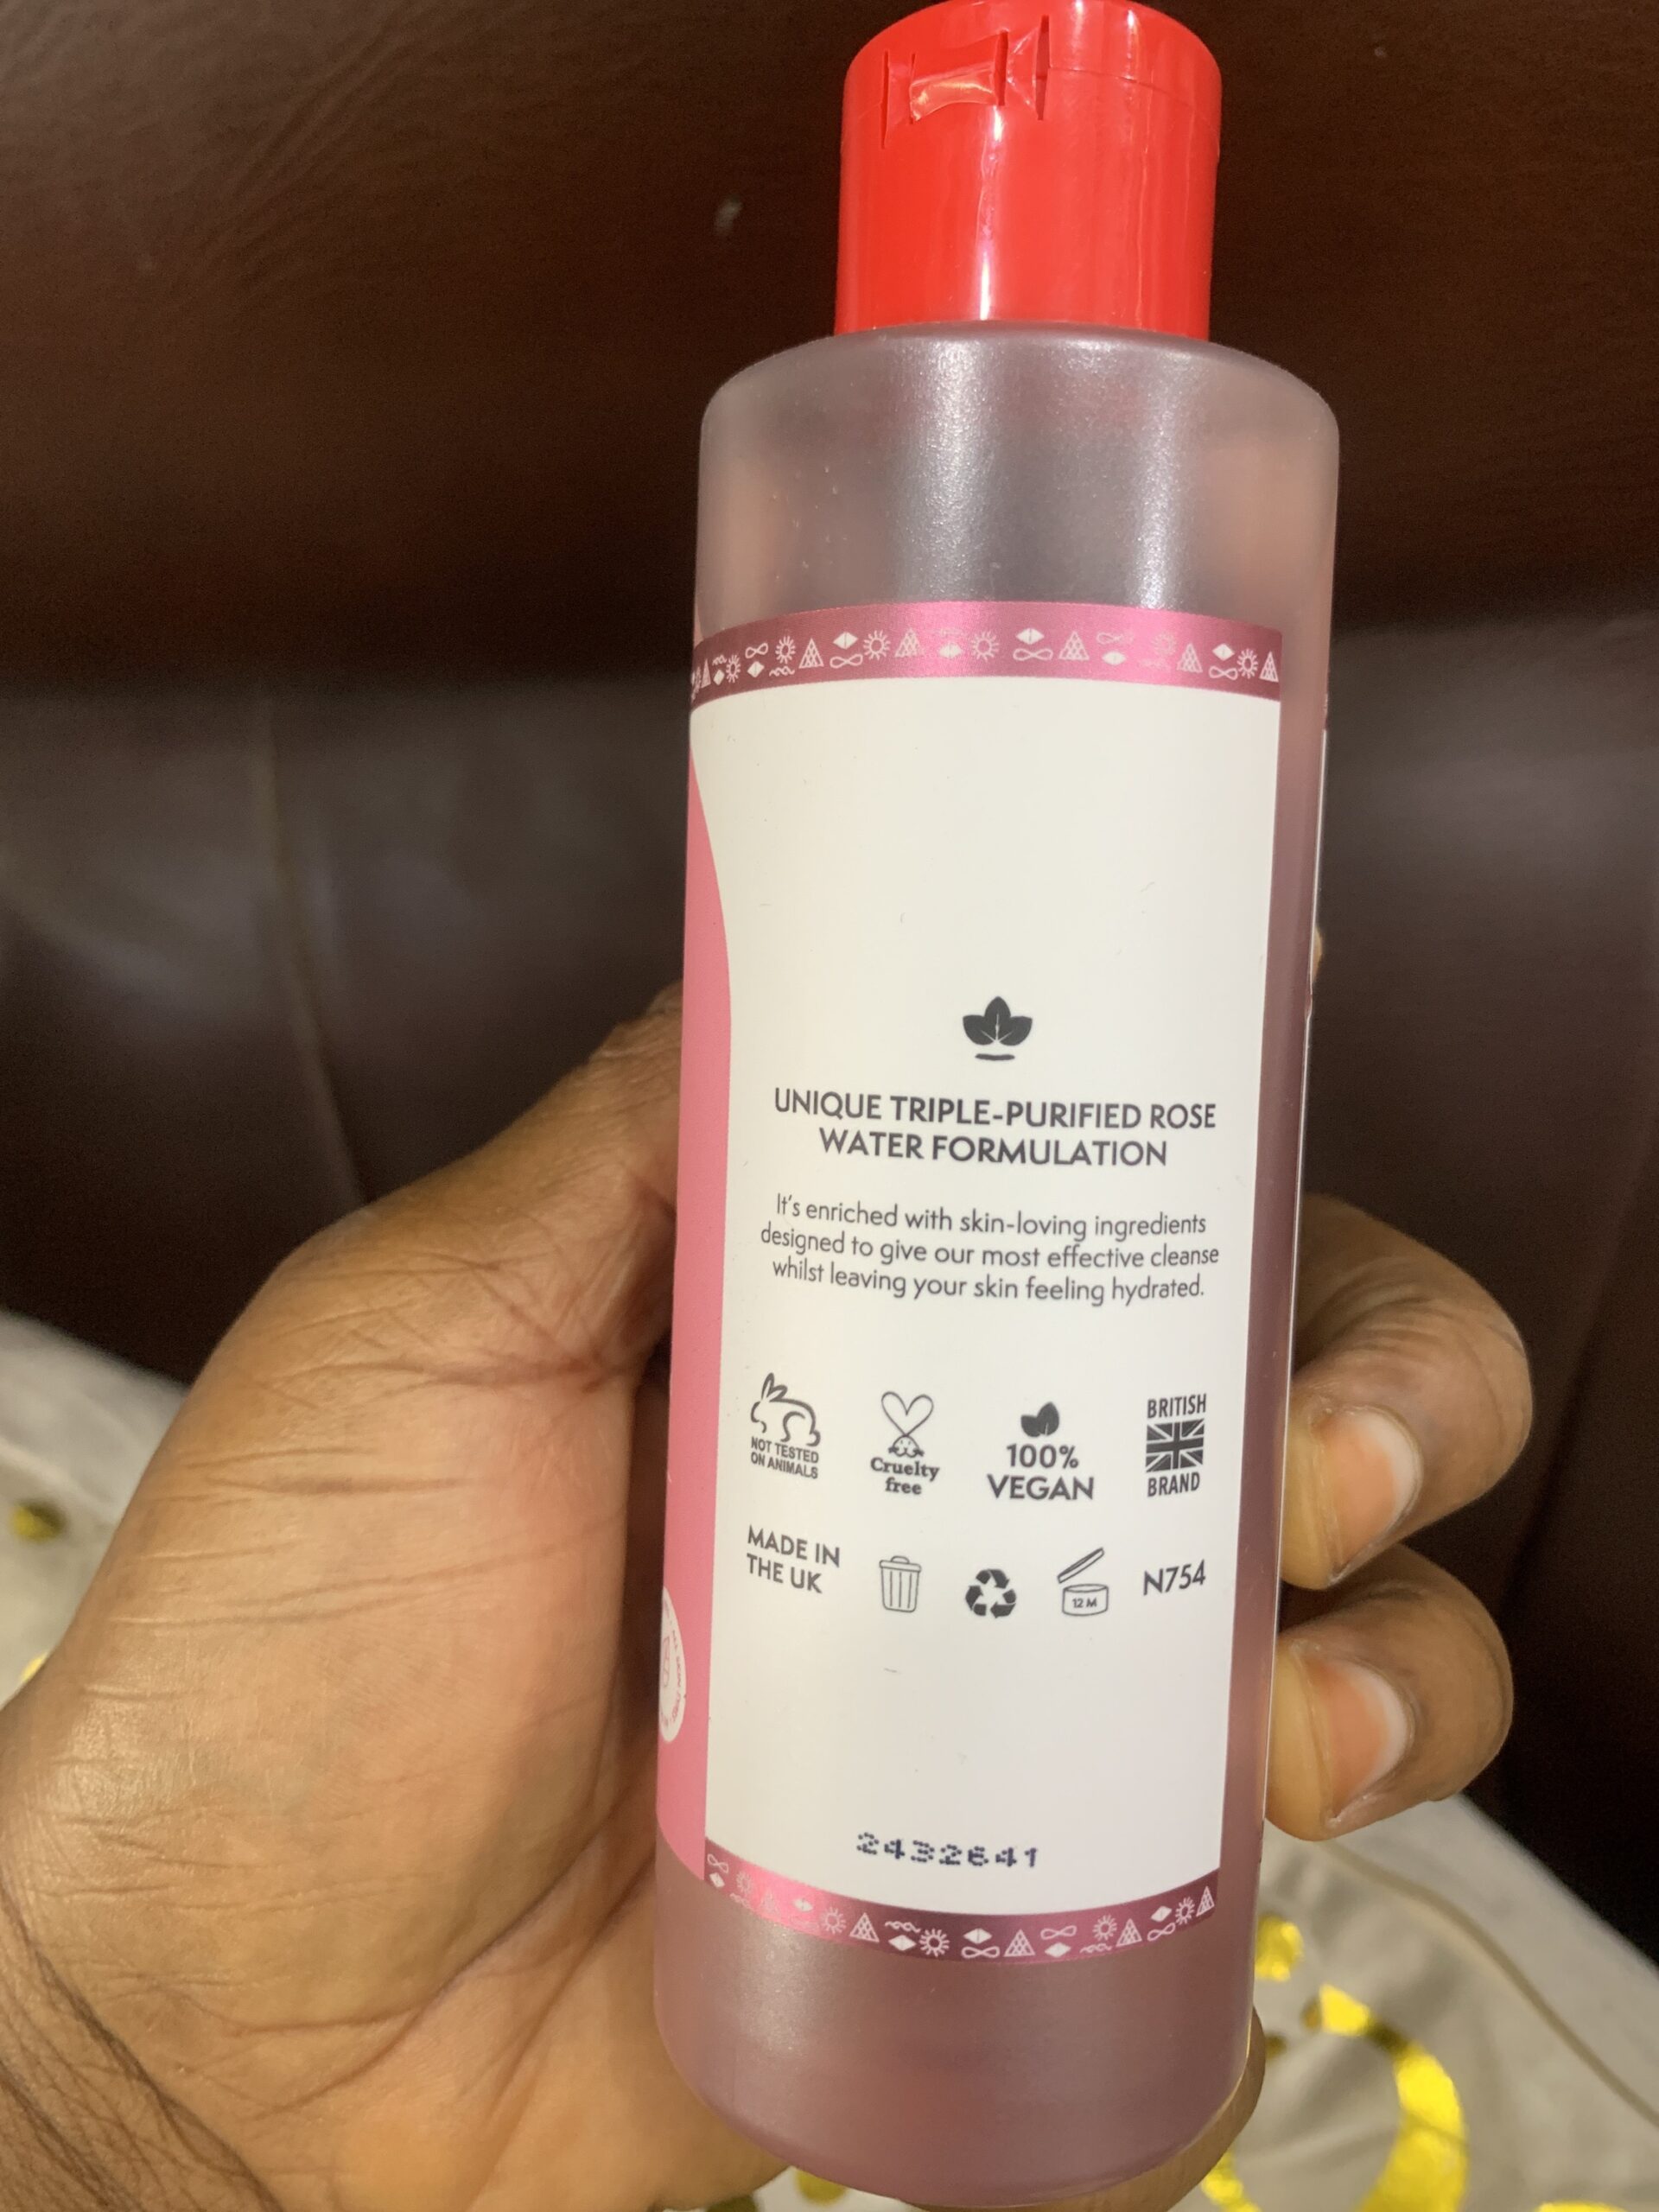 UNIQUE TRIPLE-PURIFIED ROSE
WATER FORMULATION
It's enriched with skin-loving ingredients
designed to give our most effective cleanse
whilst leaving your skin feeling hydrated.
NOT TESTED
ON ANIMALS
Cruelty
free
100%
VEGAN
BRITISH
BRAND
MADE IN
THE UK
12 M
N754
2432641